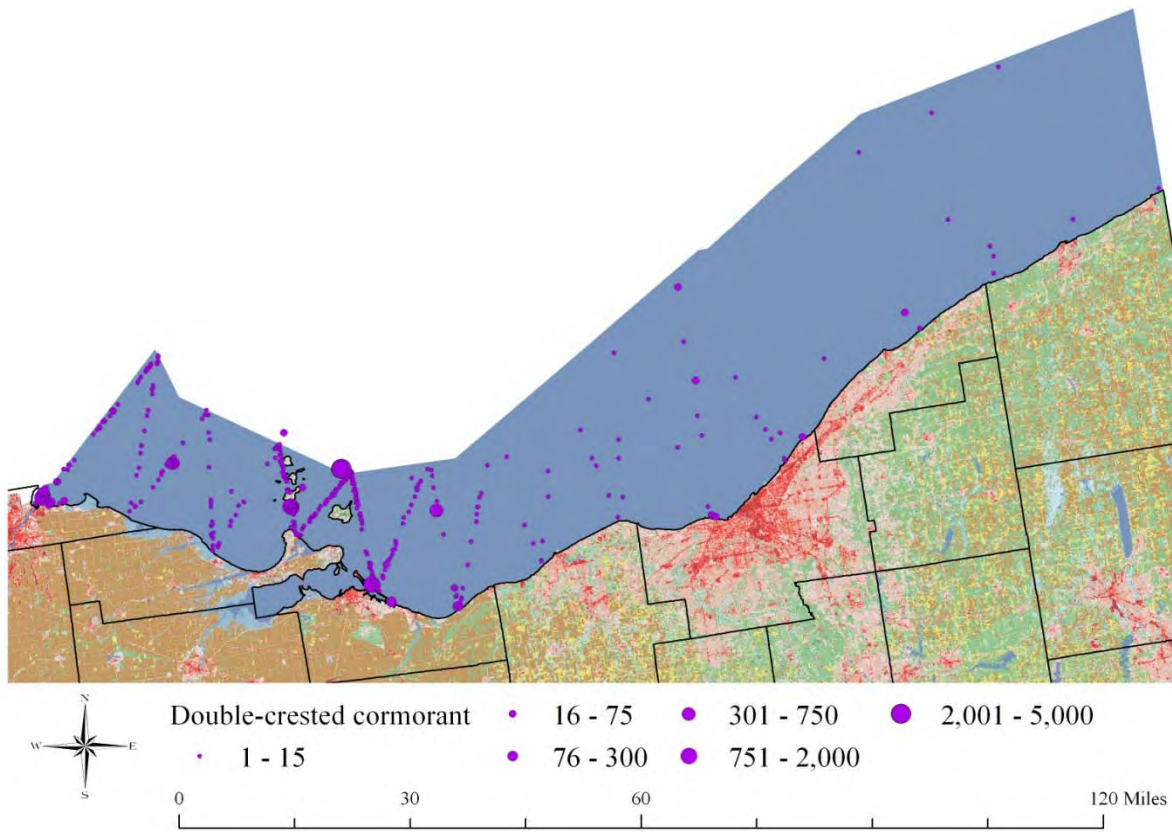 N
W E
S
Double-crested cormorant
1 - 15
16 - 75
76 - 300
301 - 750
751 - 2,000
2,001 - 5,000
0 30 60 120 Miles